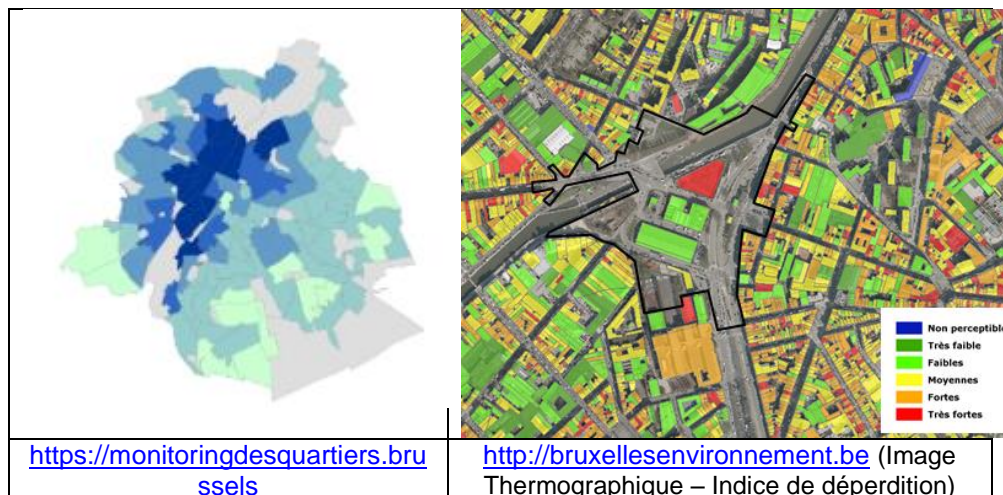 Non perceptible
Très faible
Faibles
Moyennes
Fortes
Très fortes
https://monitoringdesquartiers.bru
ssels
http://bruxellesenvironnement.be (Image
Thermographique – Indice de déperdition)